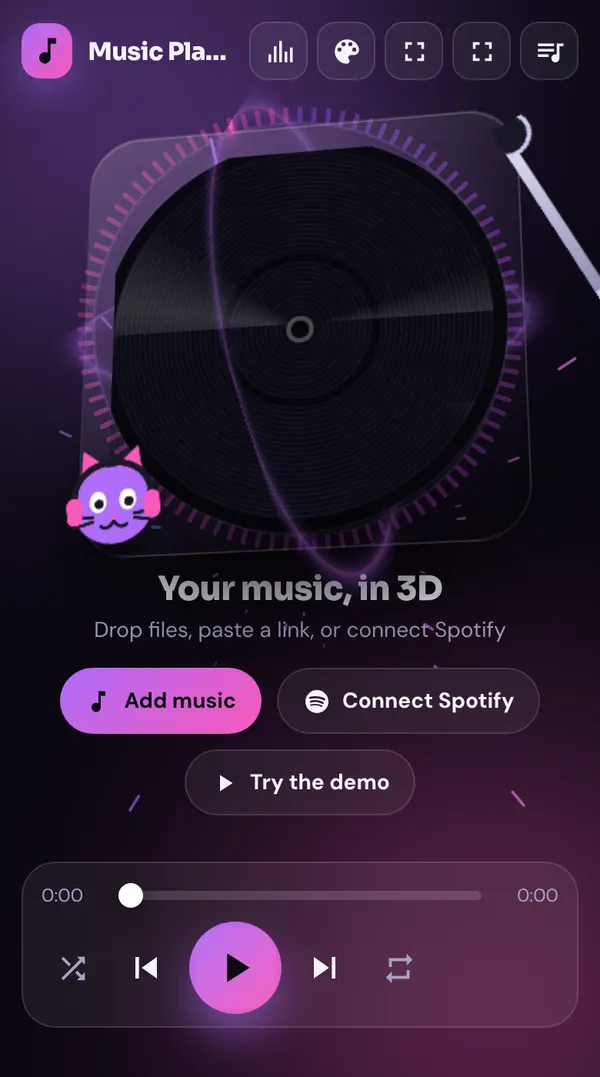 Music Pla...
Your music, in 3D
Drop files, paste a link, or connect Spotify
Add music
Connect Spotify
Try the demo
0:00
0:00